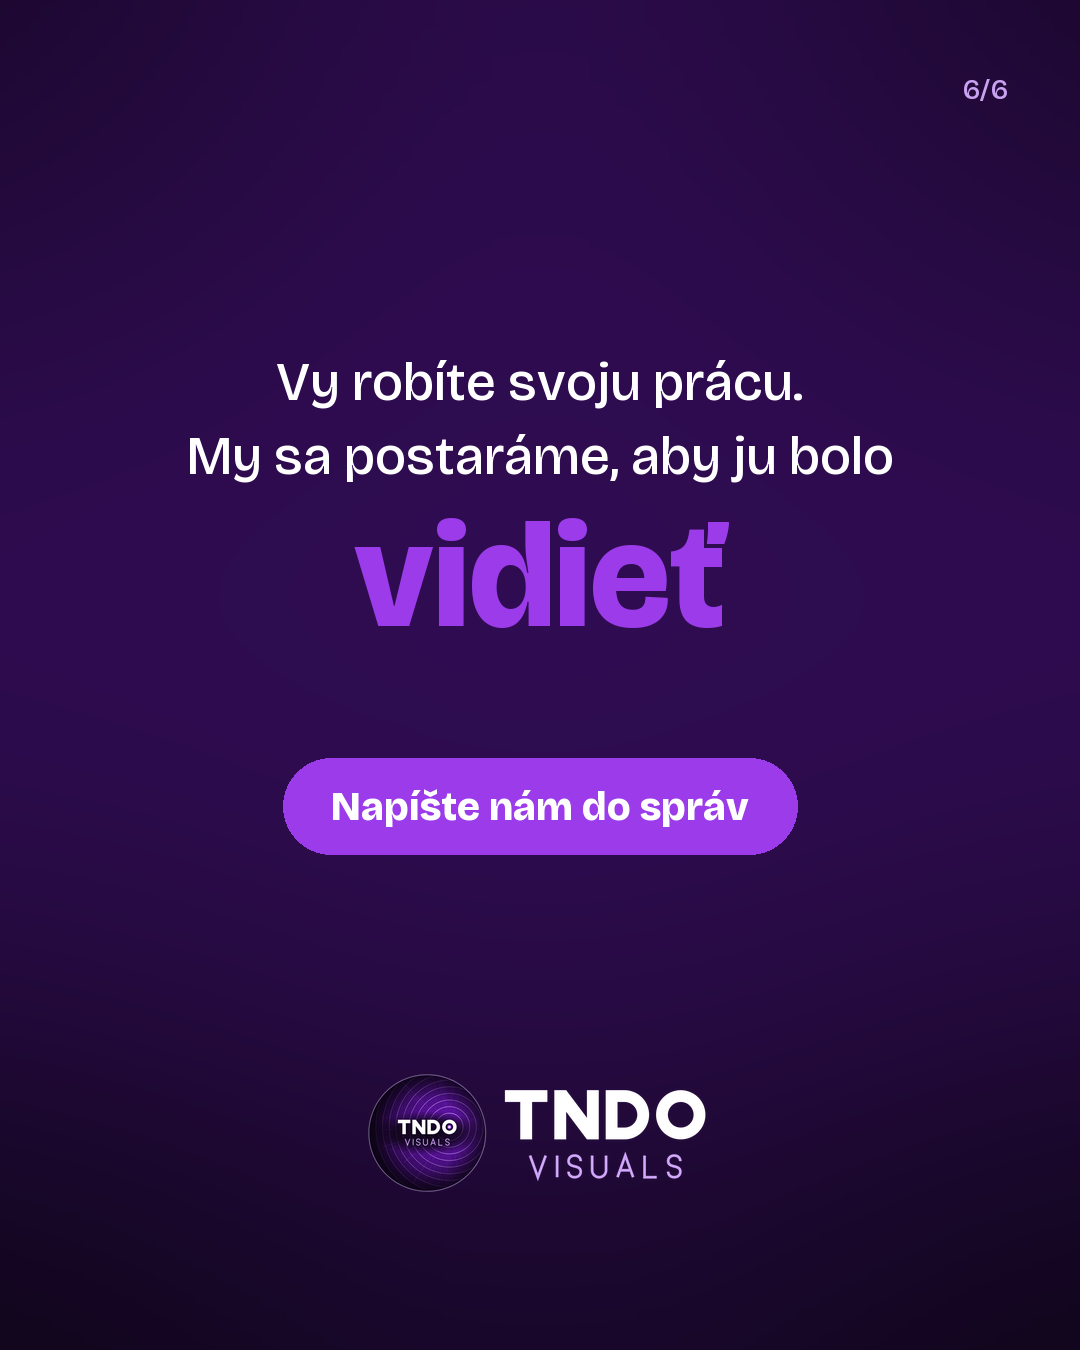 6/6
Vy robíte svoju prácu.
My sa postaráme, aby ju bolo
vidieť
Napíšte nám do správ
TNDO
VISUALS
TNDO
VISUALS